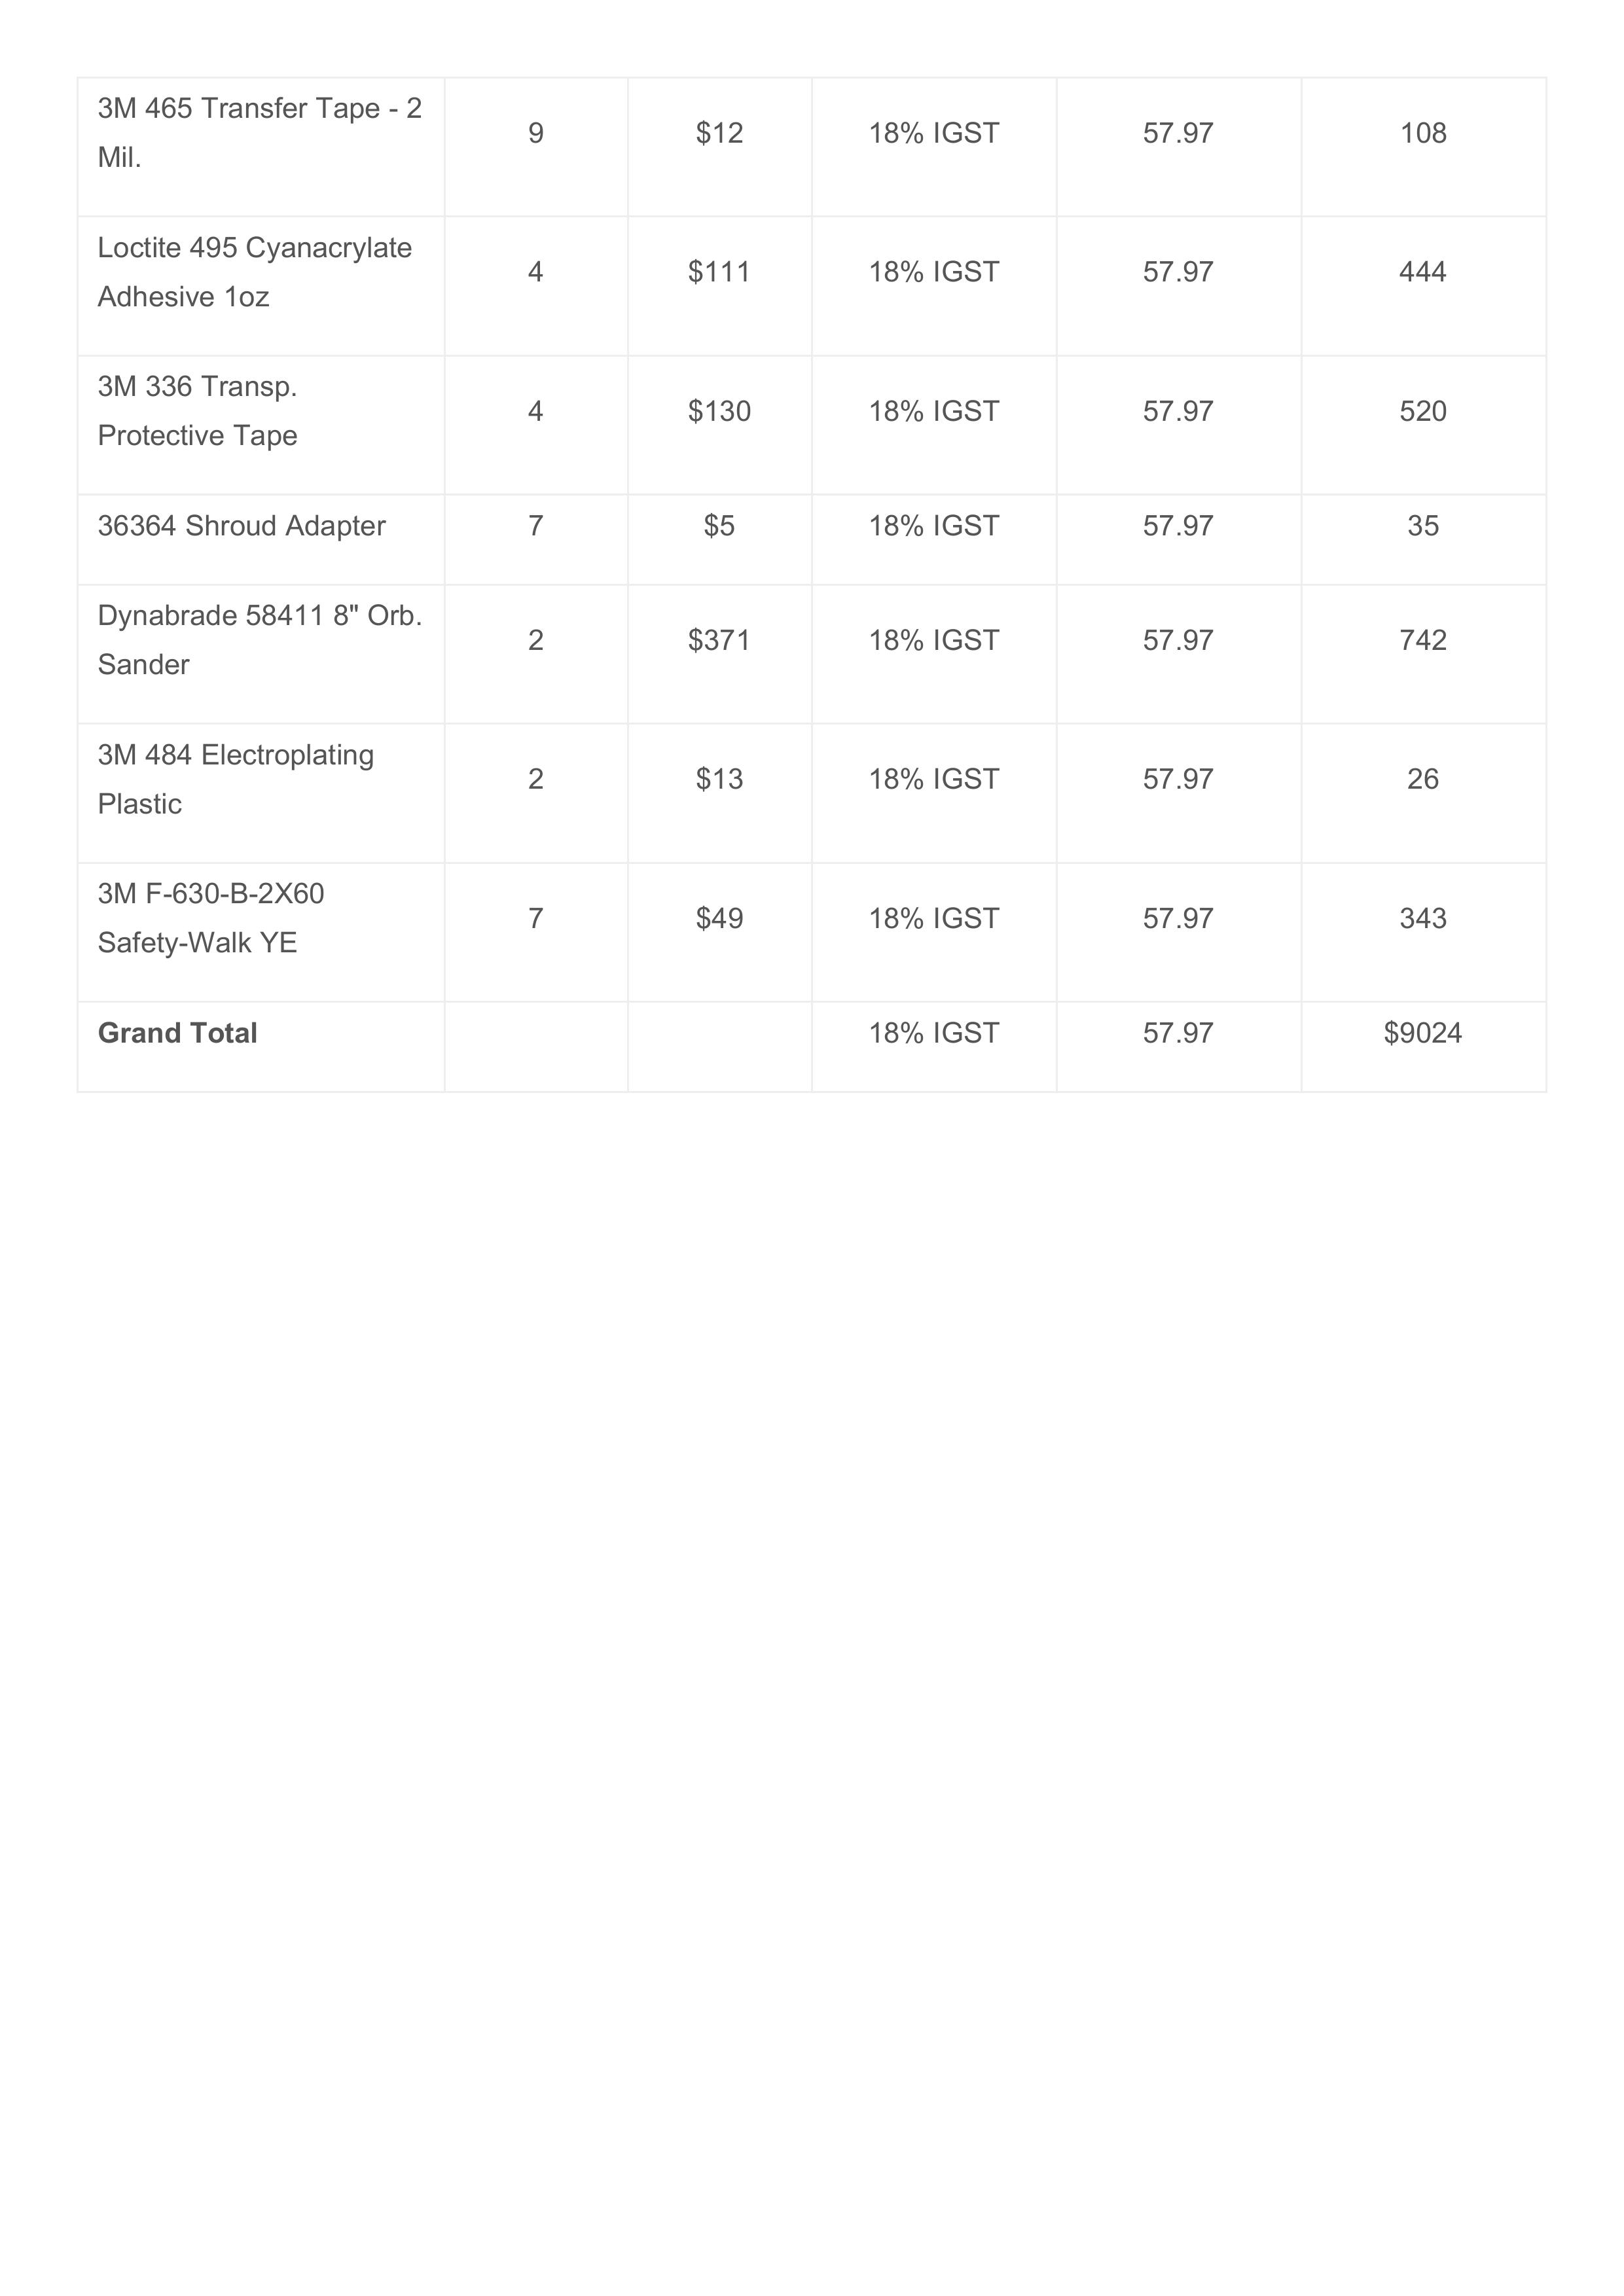 3M 465 Transfer Tape - 2
Mil.
9
$12
18% IGST
57.97
108
Loctite 495 Cyanacrylate
Adhesive 1oz
4
$111
18% IGST
57.97
444
3M 336 Transp.
Protective Tape
4
$130
18% IGST
57.97
520
36364 Shroud Adapter
7
$5
18% IGST
57.97
35
Dynabrade 58411 8" Orb.
Sander
2
$371
18% IGST
57.97
742
3M 484 Electroplating
Plastic
2
$13
18% IGST
57.97
26
3M F-630-B-2X60
Safety-Walk YE
7
$49
18% IGST
57.97
343
Grand Total
18% IGST
57.97
$9024